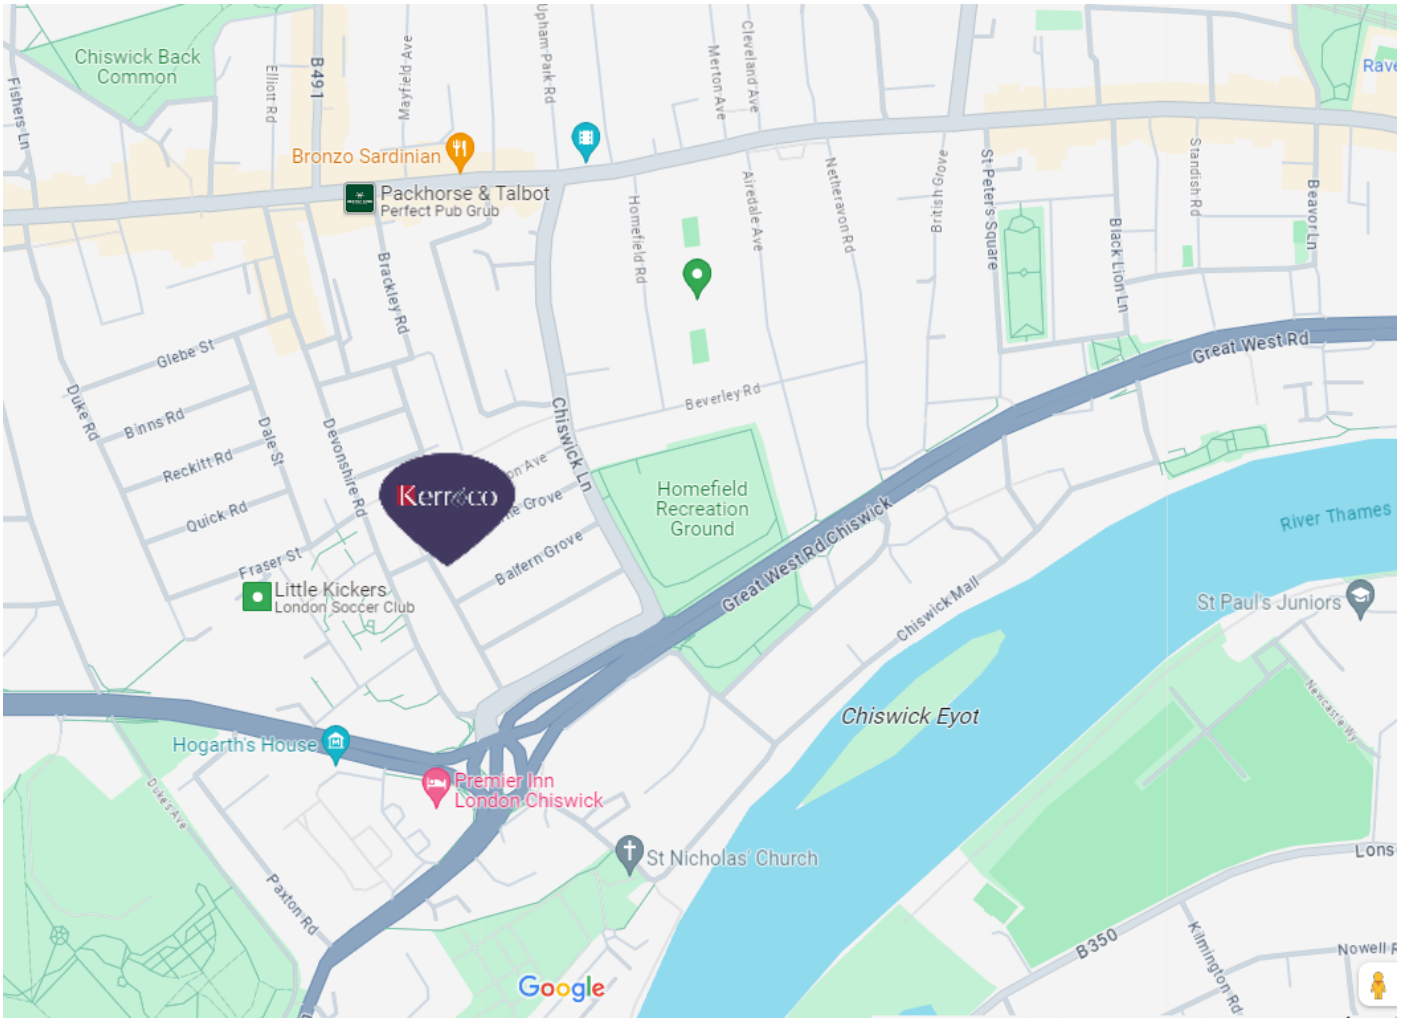 Chiswick Back
Common
Fishers Ln
Elliott Rd
B491
Mayfield Ave
Upham Park Rd
Merton Ave
Cleveland Ave
Rave
Bronzo Sardinian
Packhorse & Talbot
Perfect Pub Grub
Brackley Rd
Homefield Rd
Airedale Ave
Netheravon Rd
British Grove
St Peter's Square
Black Lion Ln
Standish Rd
Beavor Ln
Great West Rd
Glebe St
Duke Rd
Binns Rd
Reckitt Rd
Quick Rd
Fraser St
Dale St
Devonshire Rd
Chiswick Ln
Beverley Rd
Kerr&co
on Ave
ne Grove
Balfern Grove
Homefield
Recreation
Ground
Great West Rd Chiswick
River Thames
Little Kickers
London Soccer Club
Chiswick Mall
St Paul's Juniors
Newcastle Wy
Chiswick Eyot
Hogarth's House
Premier Inn
London Chiswick
Duke's Ave
Paxton Rd
St Nicholas' Church
Lons
B350
Kilmington Rd
Nowell R
Google